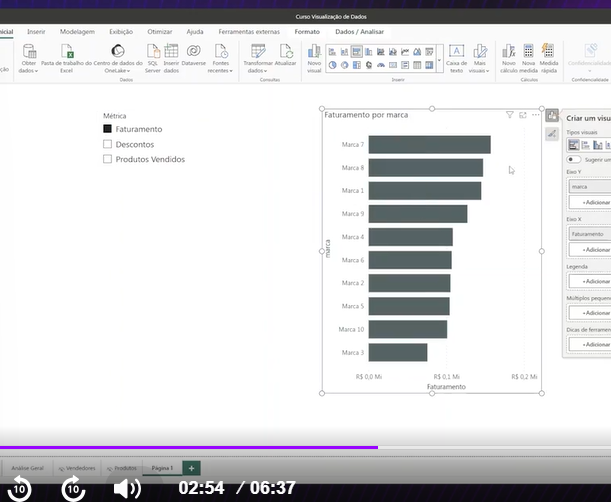 Curso Visualização de Dados
Inicial Inserir Modelagem Exibição Otimizar Ajuda Ferramentas externas Formato Dados / Analisar
Obter dados Pasta de trabalho do Excel Centro de dados do OneLake SQL Server Inserir dados Dataverse Fontes recentes Transformar dados Atualizar Novo visual Caixa de texto Mais visuais Novo cálculo Nova medida Medida rápida Confidencialidade
Dados Consultas Inserir Cálculos Confidencialidade
Métrica
Faturamento
Descontos
Produtos Vendidos
Faturamento por marca
Marca 7
Marca 8
Marca 1
Marca 9
Marca 4
Marca 6
Marca 2
Marca 5
Marca 10
Marca 3
marca
R$ 0,0 Mi R$ 0,1 Mi R$ 0,2 Mi
Faturamento
Criar um visu
Tipos visuais
Sugerir um
Eixo Y
marca
+Adicionar
Eixo X
Faturamento
+Adicionar
Legenda
+Adicionar
Múltiplos pequen
+Adicionar
Dicas de ferramen
+Adicionar
Análise Geral Vendedores Produtos Página 1 +
10 10 02:54 / 06:37